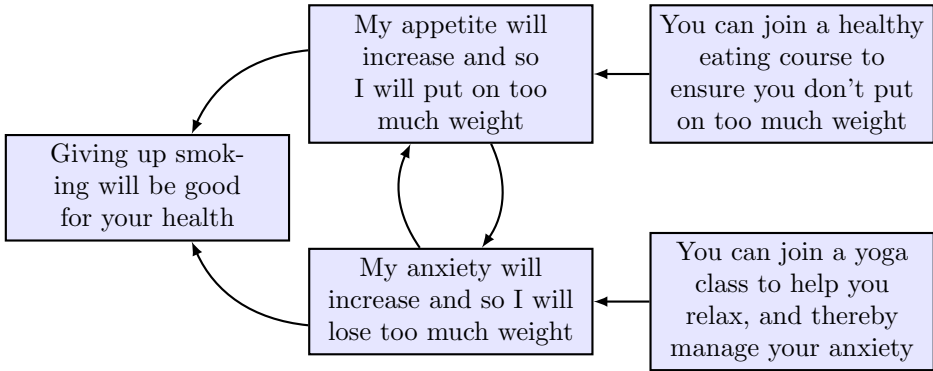 My appetite will
increase and so
I will put on too
much weight
You can join a healthy
eating course to
ensure you don't put
on too much weight
Giving up smok-
ing will be good
for your health
My anxiety will
increase and so I will
lose too much weight
You can join a yoga
class to help you
relax, and thereby
manage your anxiety